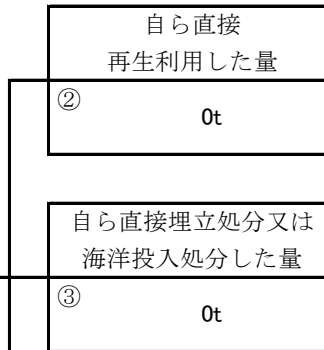 自ら直接
再生利用した量
②
0t
自ら直接埋立処分又は
海洋投入処分した量
③
0t